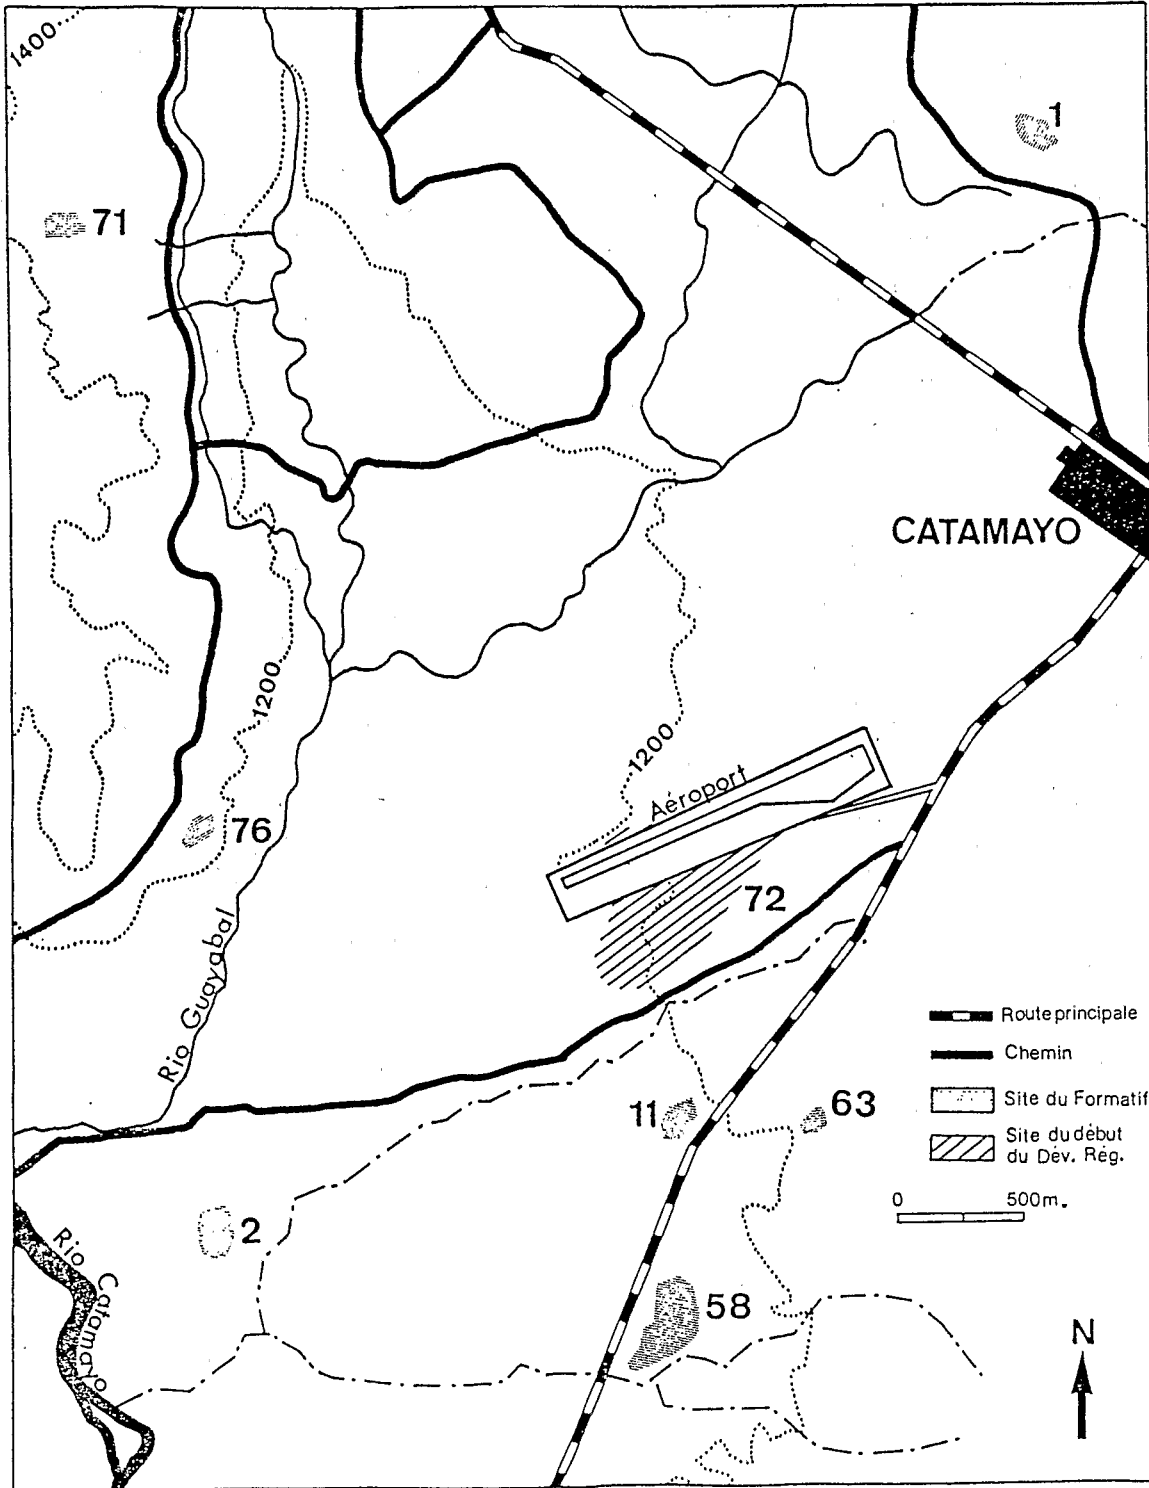 1400
1
71
CATAMAYO
1200
1200
Aéroport
76
72
Rio Guayabal
Route principale
Chemin
11
63
Site du Formatif
Site du début
du Dév. Rég.
0 500m.
2
Rio Catamayo
58
N